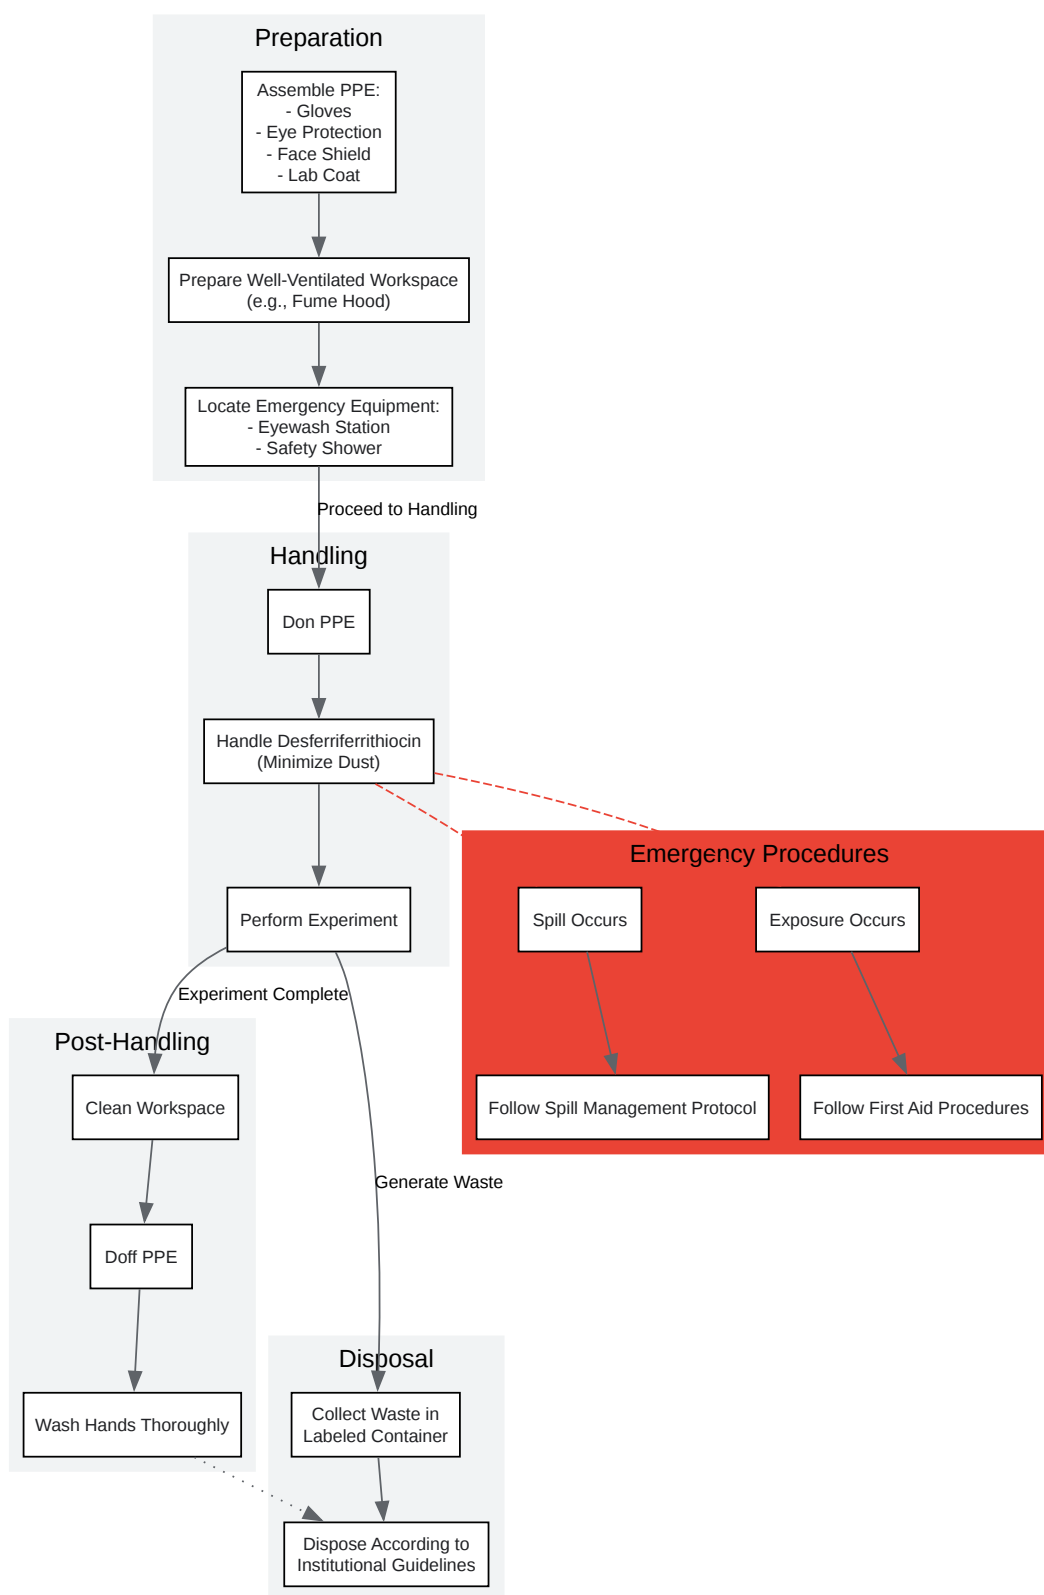 Preparation
Assemble PPE:
- Gloves
- Eye Protection
- Face Shield
- Lab Coat
Prepare Well-Ventilated Workspace
(e.g., Fume Hood)
Locate Emergency Equipment:
- Eyewash Station
- Safety Shower
Proceed to Handling
Handling
Don PPE
Handle Desferriferrithiocin
(Minimize Dust)
Perform Experiment
Emergency Procedures
Spill Occurs
Exposure Occurs
Follow Spill Management Protocol
Follow First Aid Procedures
Experiment Complete
Post-Handling
Clean Workspace
Doff PPE
Wash Hands Thoroughly
Generate Waste
Disposal
Collect Waste in
Labeled Container
Dispose According to
Institutional Guidelines